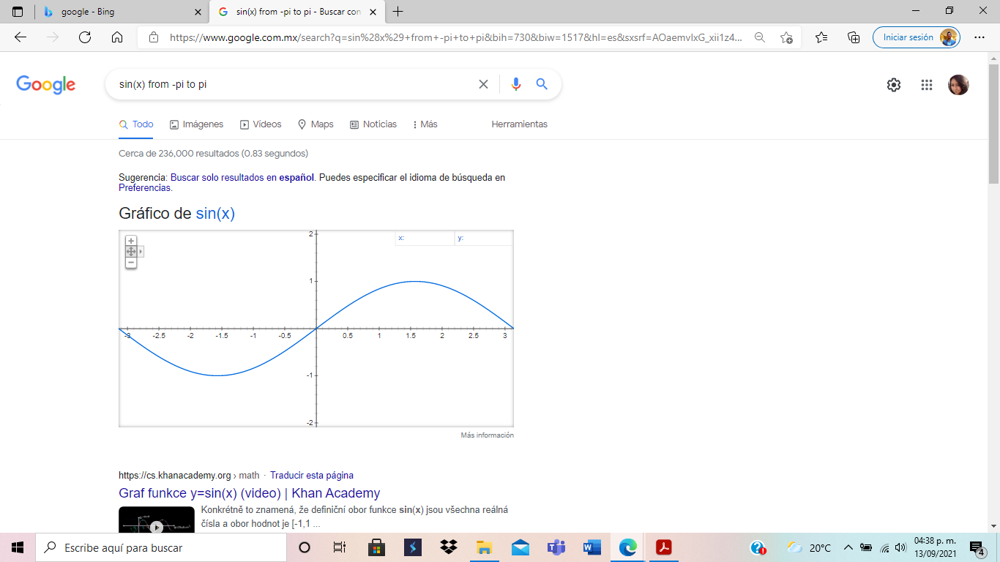 google - Bing
sin(x) from -pi to pi - Buscar con
https://www.google.com.mx/search?q=sin%28x%29+from+-pi+to+pi&bih=730&biw=1517&hl=es&sxsrf=AOaemvIxG_xii1z4...
Iniciar sesión
Google
sin(x) from -pi to pi
Todo
Imágenes
Vídeos
Maps
Noticias
Más
Herramientas
Cerca de 236,000 resultados (0.83 segundos)
Sugerencia: Buscar solo resultados en español. Puedes especificar el idioma de búsqueda en
Preferencias.
Gráfico de sin(x)
x:
y:
2
1
-3 -2.5 -2 -1.5 -1 -0.5 0 0.5 1 1.5 2 2.5 3
-1
-2
Más información
https://cs.khanacademy.org › math · Traducir esta página
Graf funkce y=sin(x) (video) | Khan Academy
Konkrétně to znamená, že definiční obor funkce sin(x) jsou všechna reálná
čísla a obor hodnot je [-1,1 ...
Escribe aquí para buscar
20°C
04:38 p. m.
13/09/2021
4